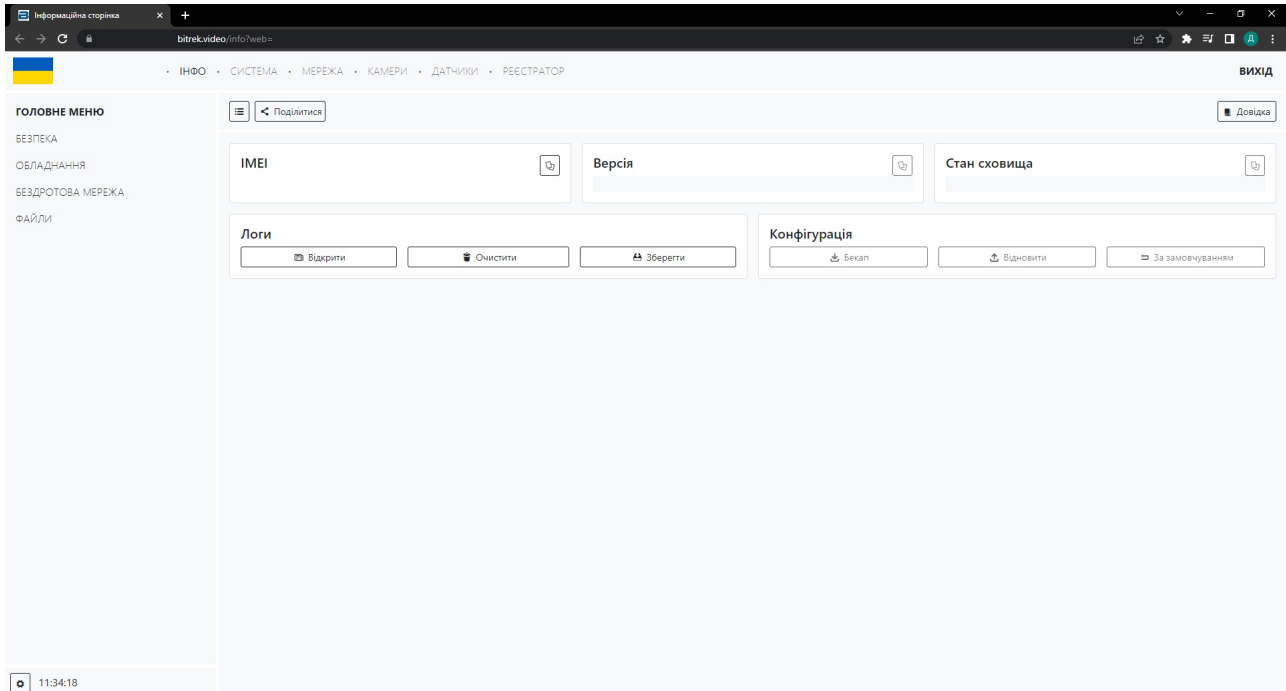 Інформаційна сторінка
bitrek.video/info?web=
• ІНФО • СИСТЕМА • МЕРЕЖА • КАМЕРИ • ДАТЧИКИ • РЕЄСТРАТОР ВИХІД
ГОЛОВНЕ МЕНЮ
БЕЗПЕКА
ОБЛАДНАННЯ
БЕЗДРОТОВА МЕРЕЖА
ФАЙЛИ
Поділитися Довідка
IMEI Версія Стан сховища
Логи Конфігурація
Відкрити Очистити Зберегти Бекап Відновити За замовчуванням
Д
11:34:18